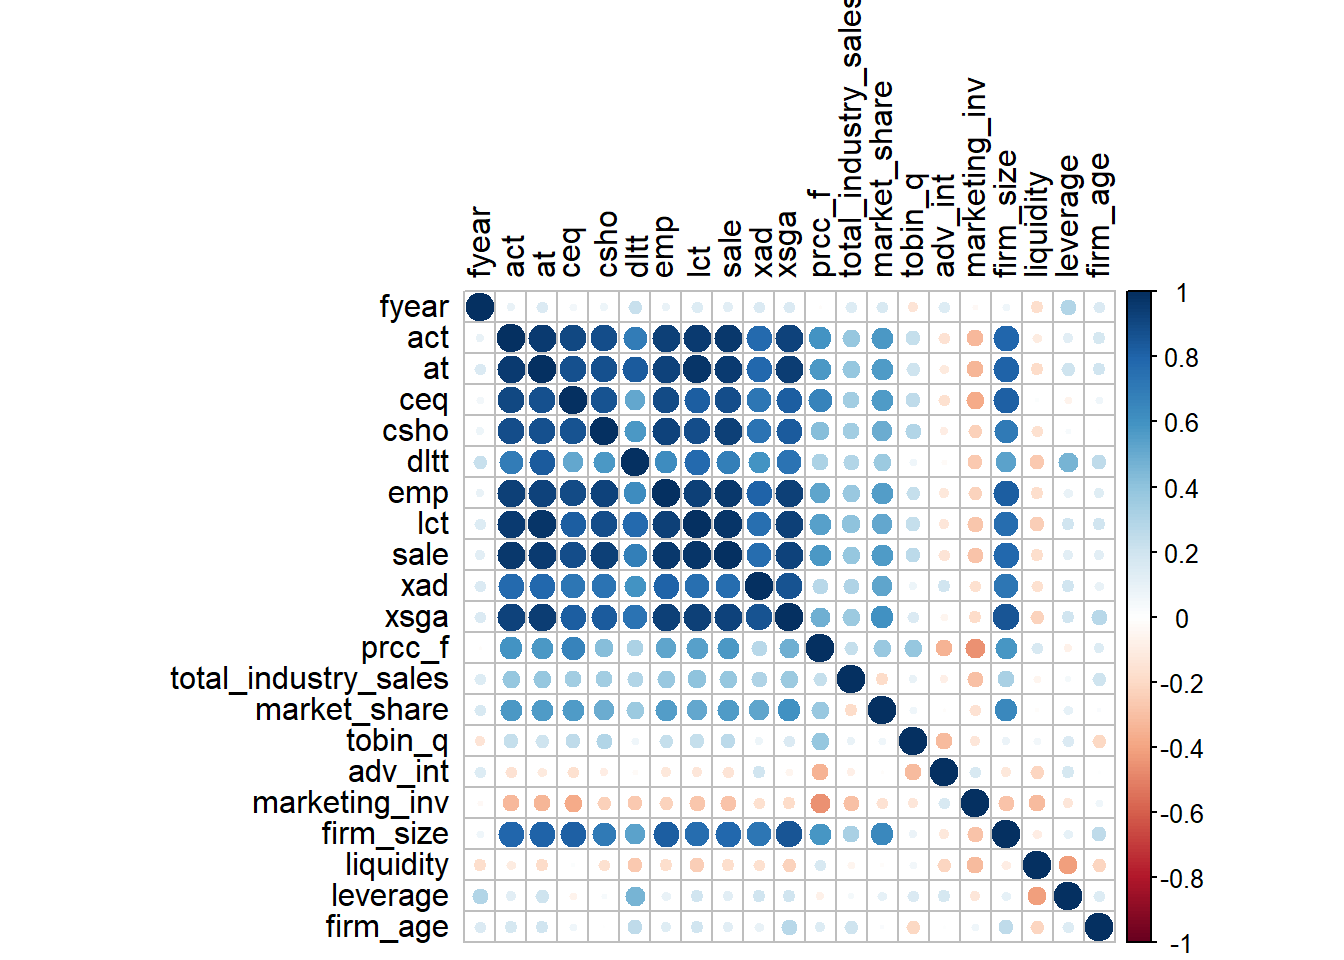 fyear
act
at
ceq
csho
dltt
emp
lct
sale
xad
xsga
prcc_f
total_industry_sales
market_share
tobin_q
adv_int
marketing_inv
firm_size
liquidity
leverage
firm_age
fyear
act
at
ceq
csho
dltt
emp
lct
sale
xad
xsga
prcc_f
total_industry_sales
market_share
tobin_q
adv_int
marketing_inv
firm_size
liquidity
leverage
firm_age
1
0.8
0.6
0.4
0.2
0
-0.2
-0.4
-0.6
-0.8
-1